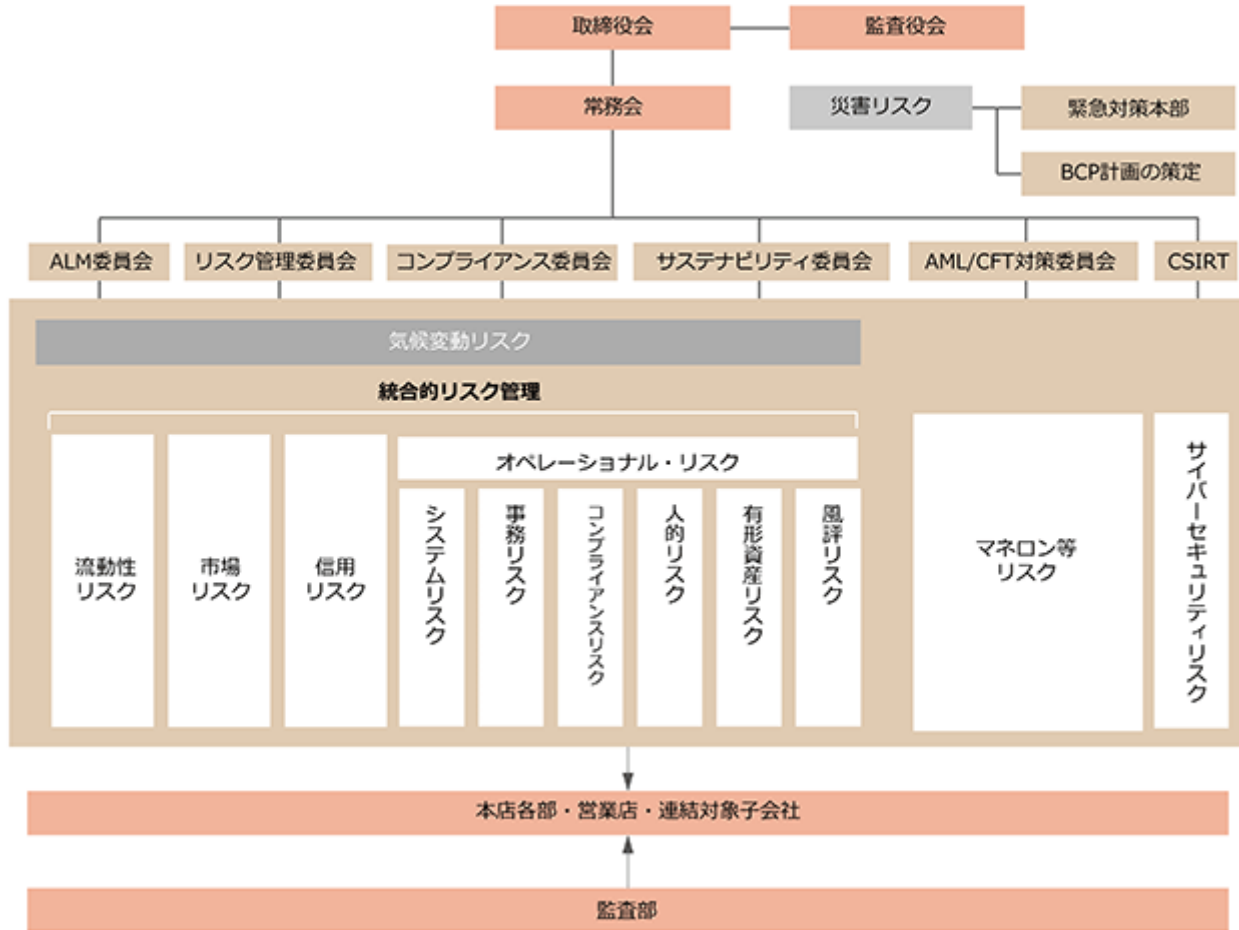 取締役会
監査役会
常務会
災害リスク
緊急対策本部
BCP計画の策定
ALM委員会
リスク管理委員会
コンプライアンス委員会
サステナビリティ委員会
AML/CFT対策委員会
CSIRT
気候変動リスク
統合的リスク管理
流動性
リスク
市場
リスク
信用
リスク
オペレーショナル・リスク
システムリスク
事務リスク
コンプライアンスリスク
人的リスク
有形資産リスク
風評リスク
マネロン等
リスク
サイバーセキュリティリスク
本店各部・営業店・連結対象子会社
監査部